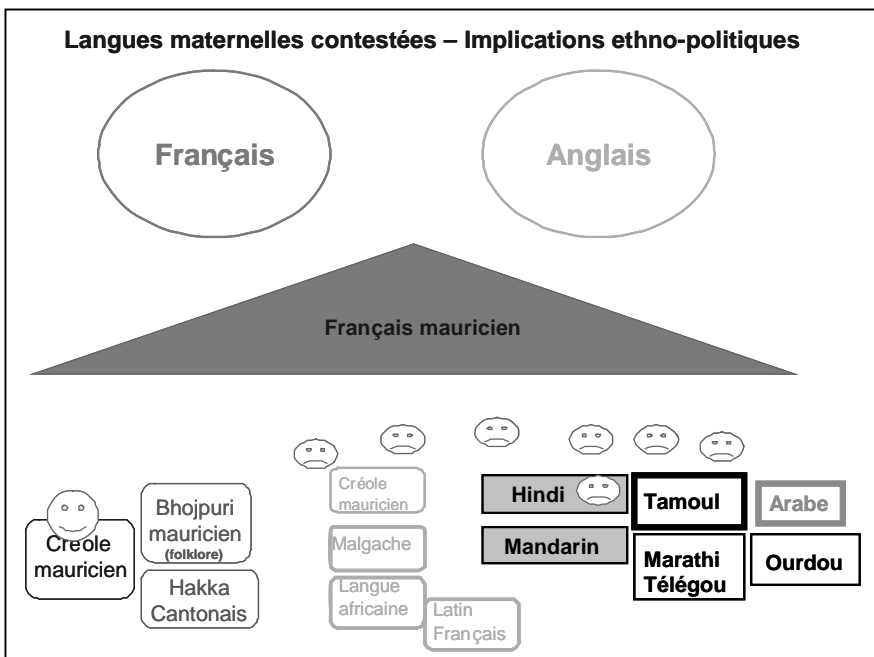 Langues maternelles contestées – Implications ethno-politiques
Français
Anglais
Français mauricien
Créole
mauricien
Bhojpuri
mauricien
(folklore)
Hakka
Cantonais
Créole
mauricien
Malgache
Langue
africaine
Latin
Français
Hindi
Mandarin
Tamoul
Marathi
Télégou
Arabe
Ourdou